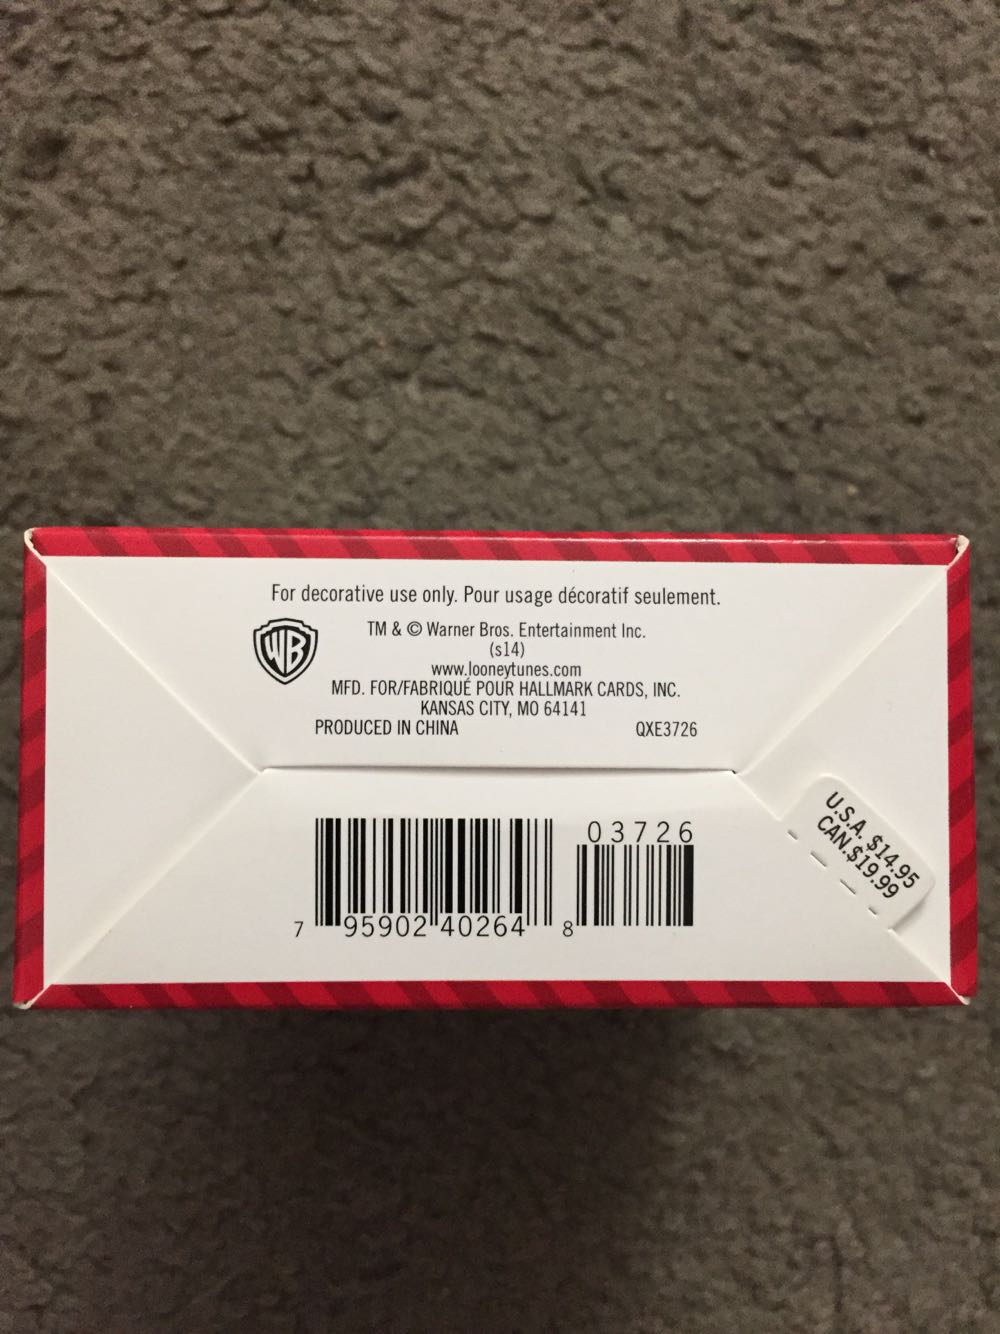 For decorative use only. Pour usage décoratif seulement.
WB
TM & © Warner Bros. Entertainment Inc.
(s14)
www.looneytunes.com
MFD. FOR/FABRIQUÉ POUR HALLMARK CARDS, INC.
KANSAS CITY, MO 64141
PRODUCED IN CHINA QXE3726
U.S.A. $14.95
CAN.$19.99
03726
7 95902 40264 8